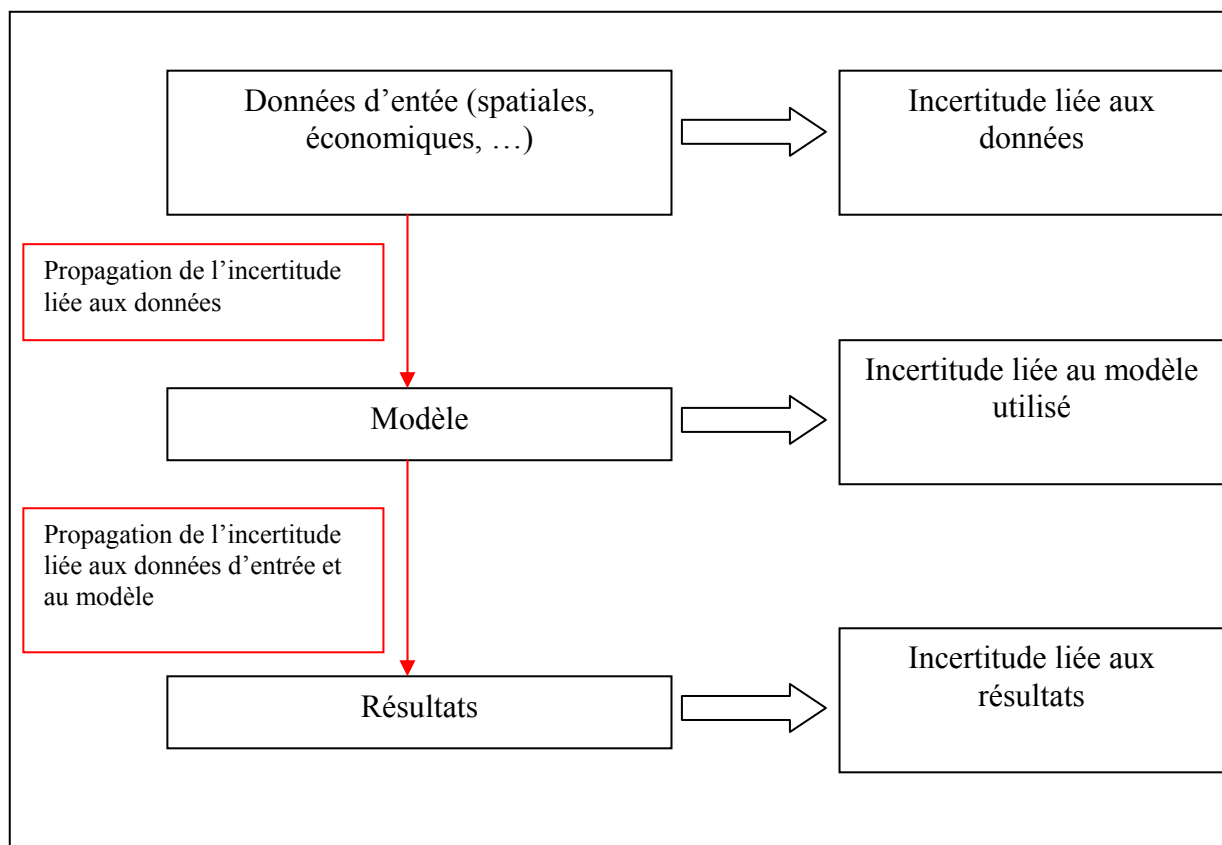 Données d’entée (spatiales,
économiques, …)
Incertitude liée aux
données
Propagation de l’incertitude
liée aux données
Modèle
Incertitude liée au modèle
utilisé
Propagation de l’incertitude
liée aux données d’entrée et
au modèle
Résultats
Incertitude liée aux
résultats